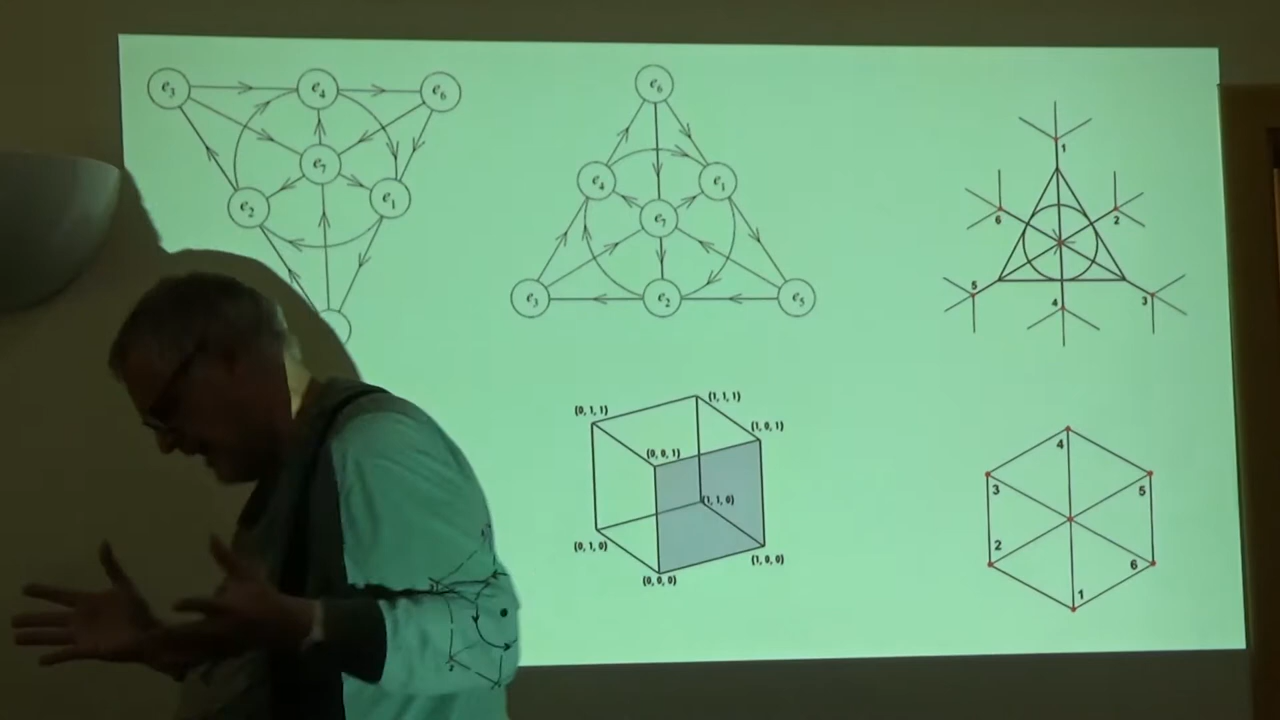 e3 e4 e6
e7
e2 e1
e6
e4 e1
e7
e3 e2 e5
1
6 2
5 4 3
(0, 1, 1) (1, 1, 1)
(1, 0, 1)
(0, 0, 1)
(1, 1, 0)
(0, 1, 0) (1, 0, 0)
(0, 0, 0)
4
3 5
2 6
1